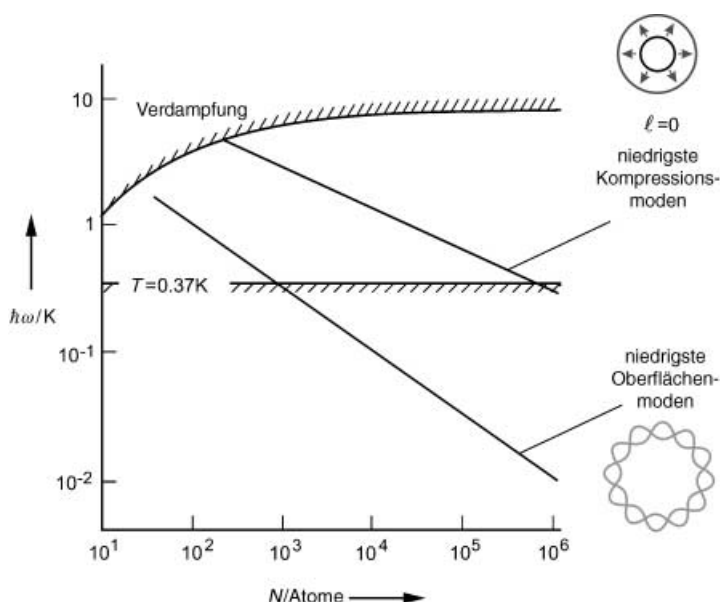 10
1
10⁻¹
10⁻²
ħω/K
Verdampfung
T=0.37K
ℓ=0
niedrigste
Kompressions-
moden
niedrigste
Oberflächen-
moden
10¹ 10² 10³ 10⁴ 10⁵ 10⁶
N/Atome